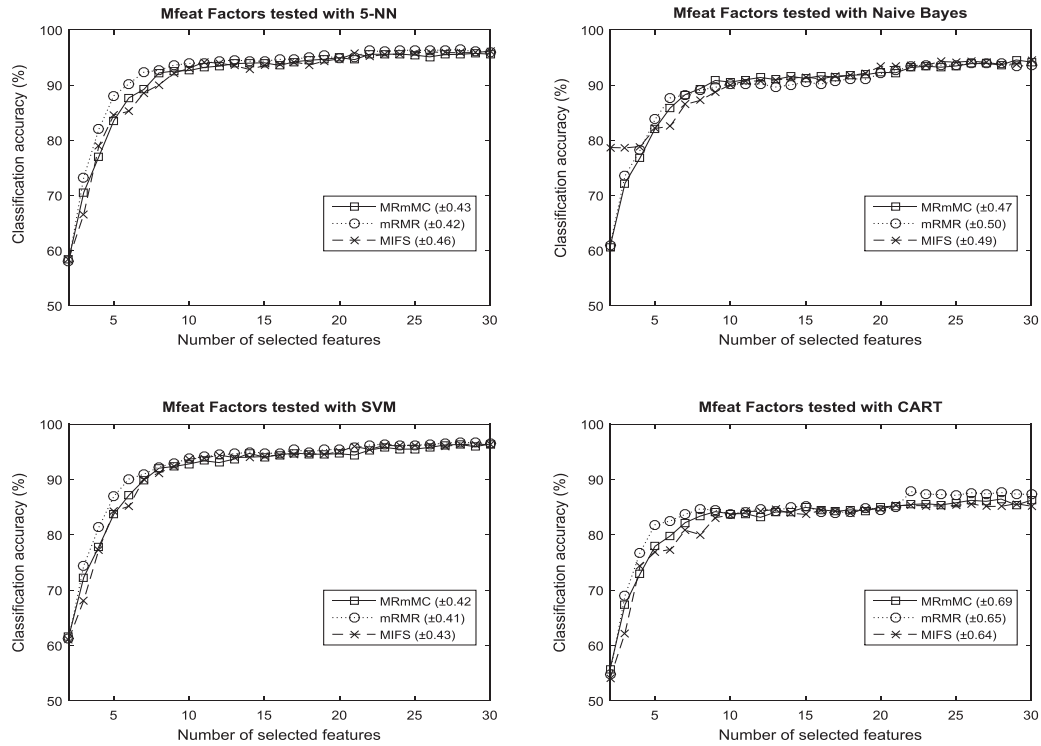 Mfeat Factors tested with 5-NN
Classification accuracy (%)
100
90
80
70
60
50
5
10
15
20
25
30
Number of selected features
MRmMC (±0.43
mRMR (±0.42)
MIFS (±0.46)
Mfeat Factors tested with Naive Bayes
Classification accuracy (%)
100
90
80
70
60
50
5
10
15
20
25
30
Number of selected features
MRmMC (±0.47
mRMR (±0.50)
MIFS (±0.49)
Mfeat Factors tested with SVM
Classification accuracy (%)
100
90
80
70
60
50
5
10
15
20
25
30
Number of selected features
MRmMC (±0.42
mRMR (±0.41)
MIFS (±0.43)
Mfeat Factors tested with CART
Classification accuracy (%)
100
90
80
70
60
50
5
10
15
20
25
30
Number of selected features
MRmMC (±0.69
mRMR (±0.65)
MIFS (±0.64)